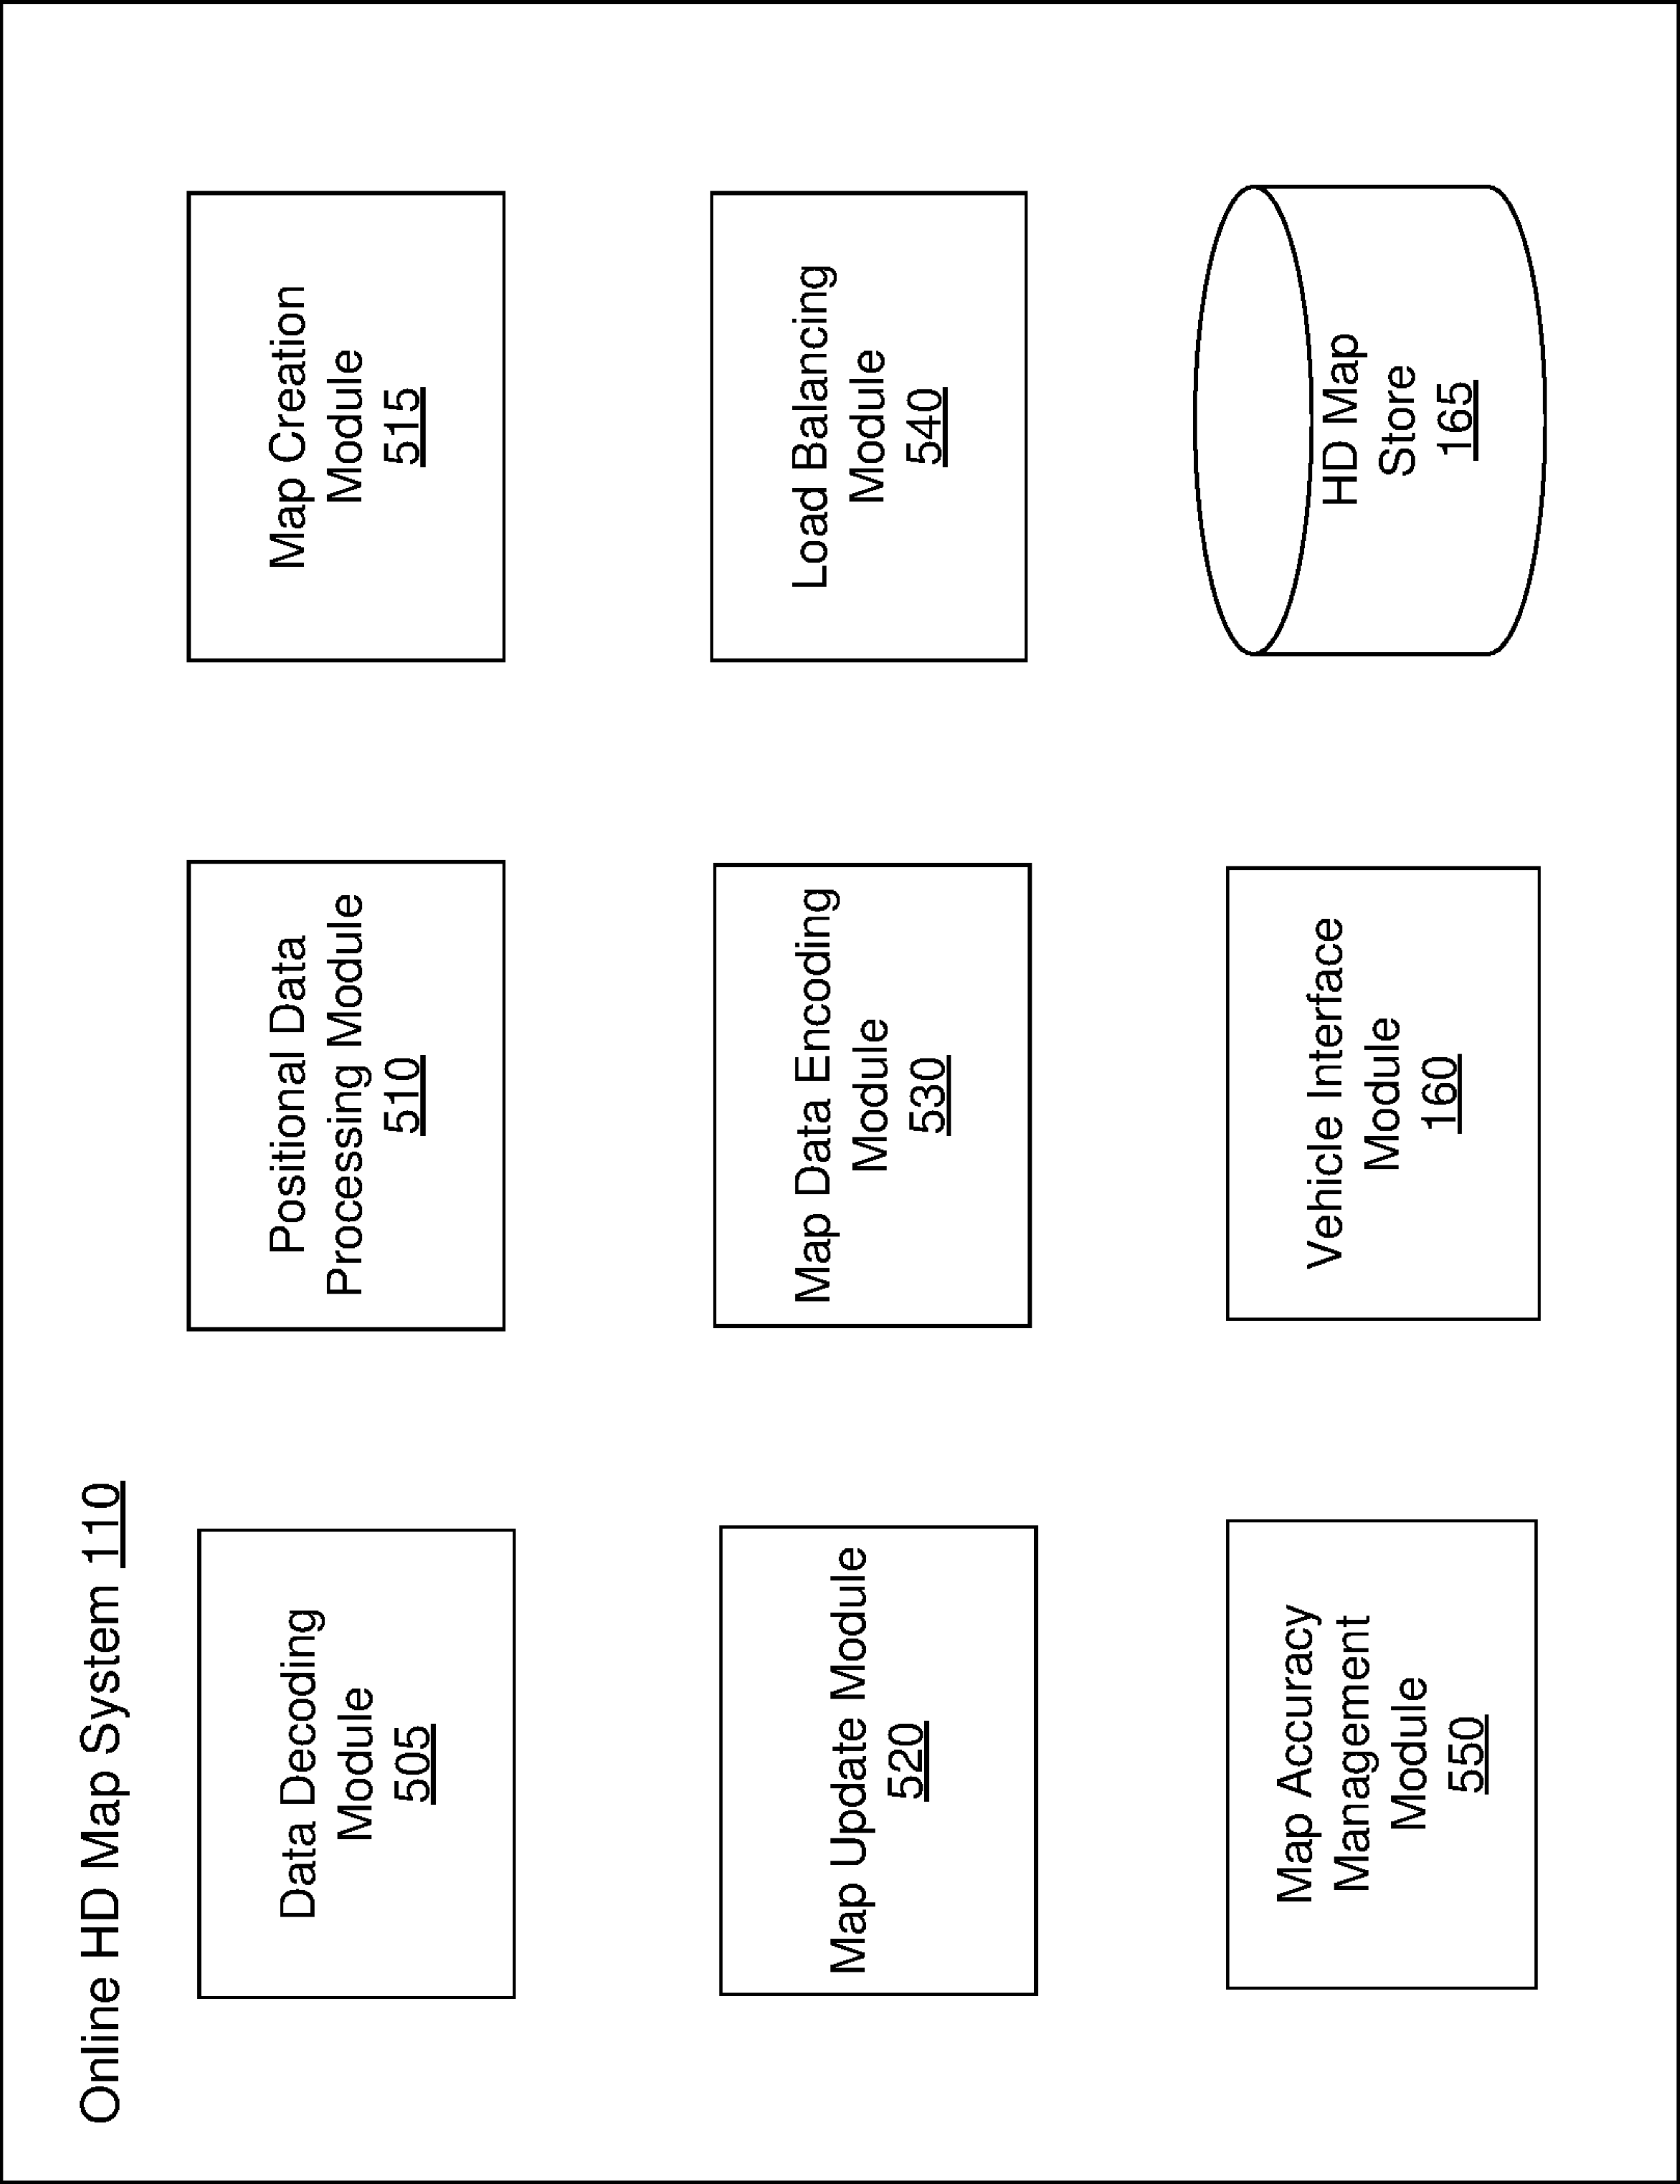 Online HD Map System 110
Data Decoding
Module
505
Positional Data
Processing Module
510
Map Creation
Module
515
Map Update Module
520
Map Data Encoding
Module
530
Load Balancing
Module
540
Map Accuracy
Management
Module
550
Vehicle Interface
Module
160
HD Map
Store
165